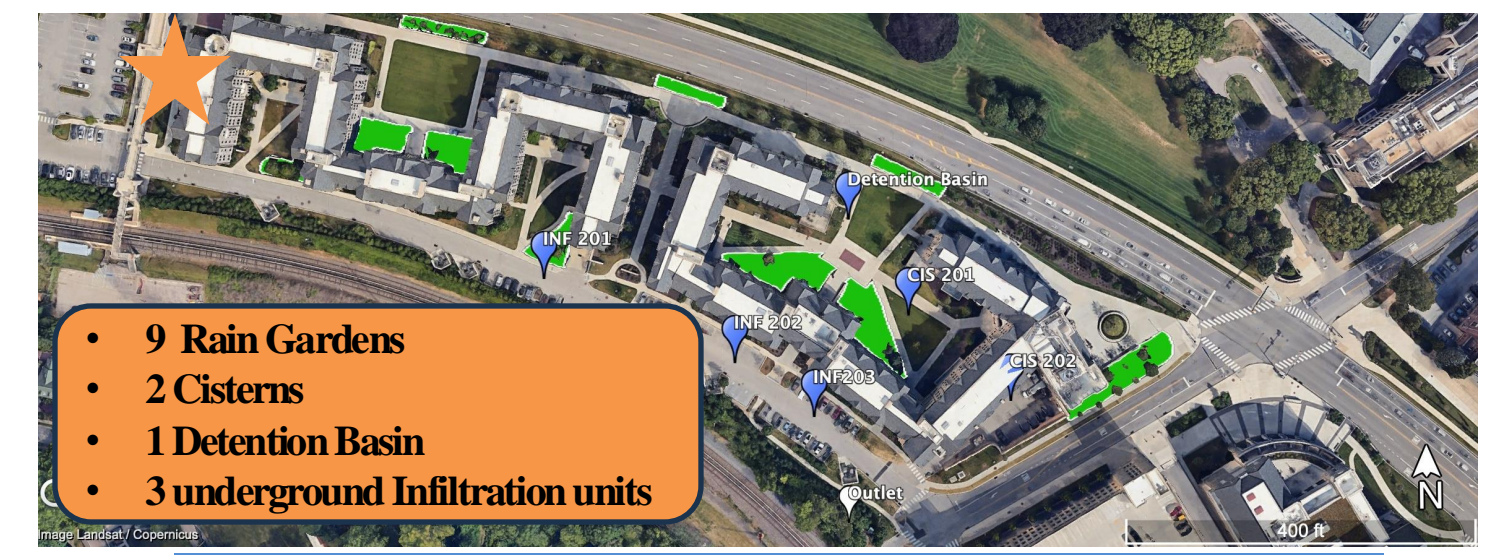 Detention Basin
INF 201
CIS 201
INF 202
CIS 202
INF203
• 9 Rain Gardens
• 2 Cisterns
• 1 Detention Basin
• 3 underground Infiltration units
Outlet
N
400 ft
Image Landsat / Copernicus